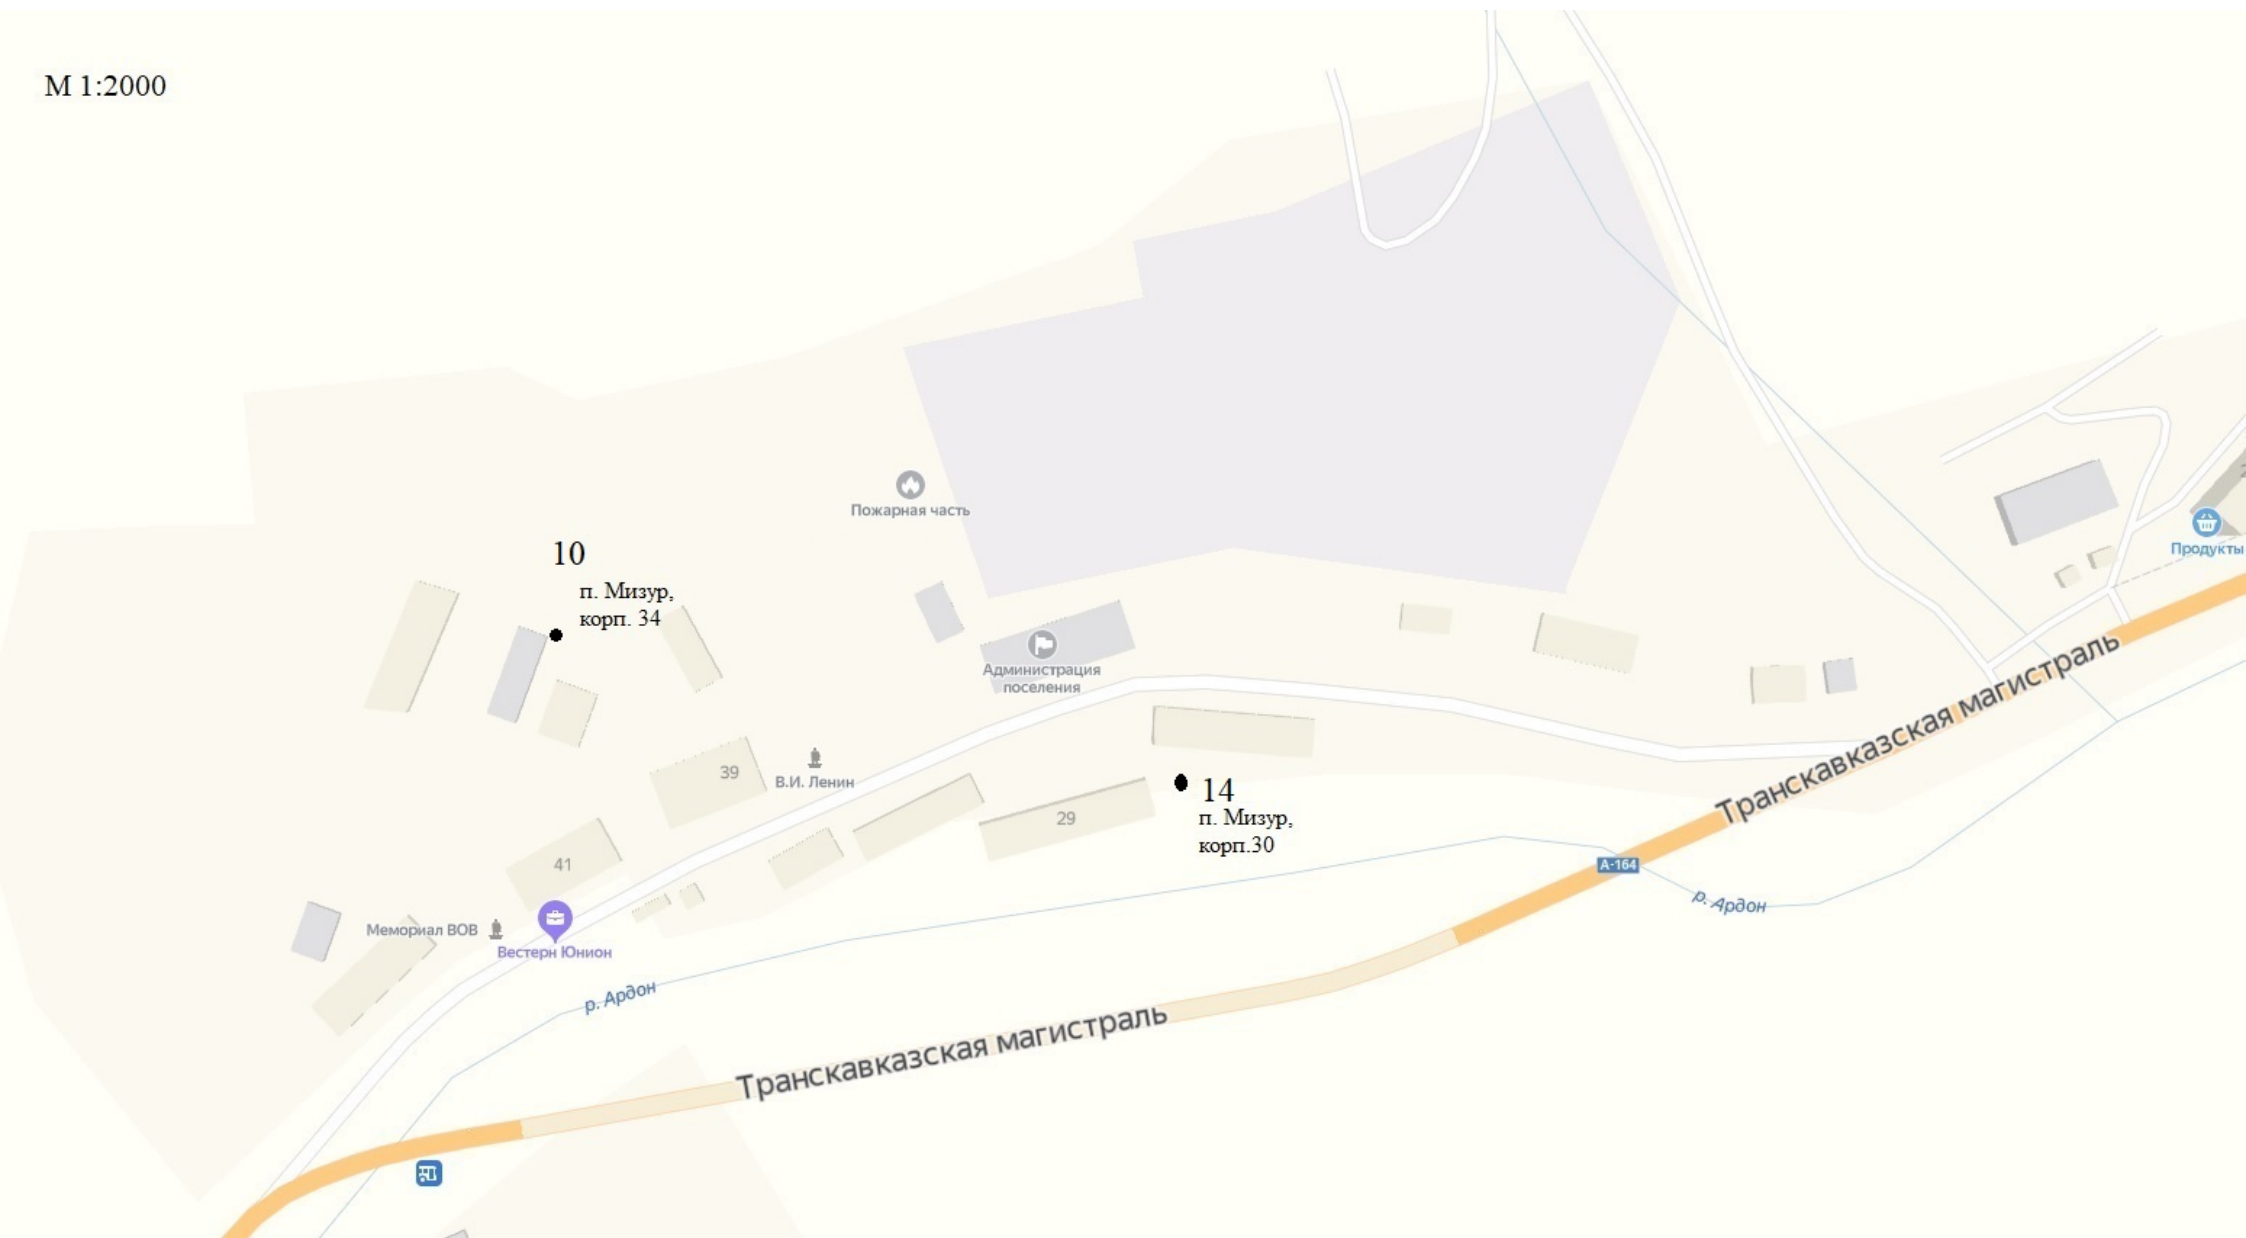 М 1:2000
Пожарная часть
10
п. Мизур,
корп. 34
Продукты
Администрация
поселения
Транскавказская магистраль
39
В.И. Ленин
14
п. Мизур,
корп.30
29
41
А-164
р. Ардон
Мемориал ВОВ
Вестерн Юнион
р. Ардон
Транскавказская магистраль